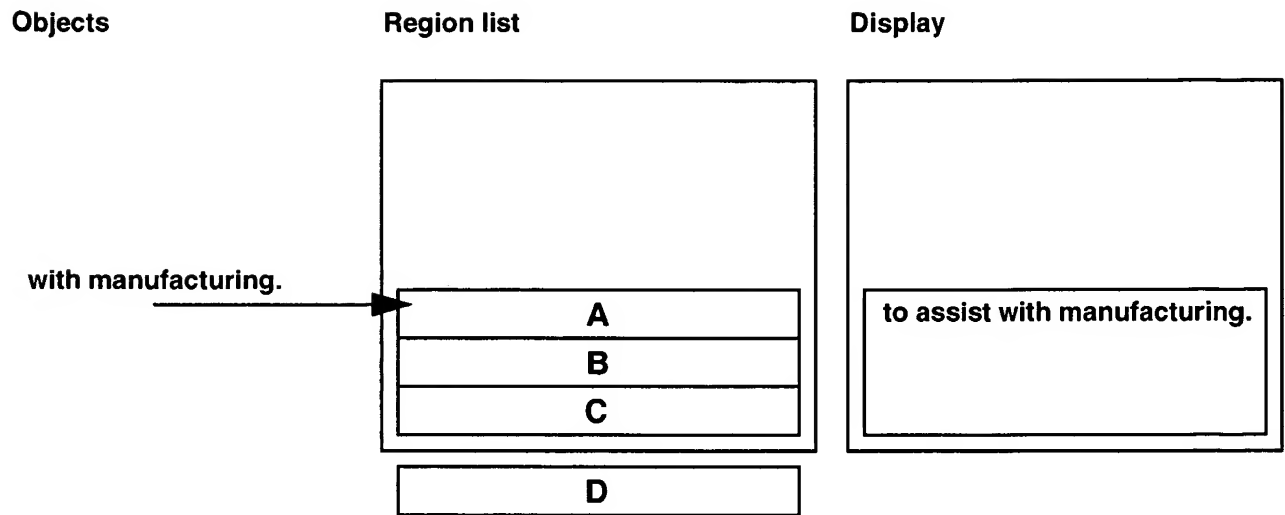 Objects Region list Display
with manufacturing.
A
to assist with manufacturing.
B
C
D